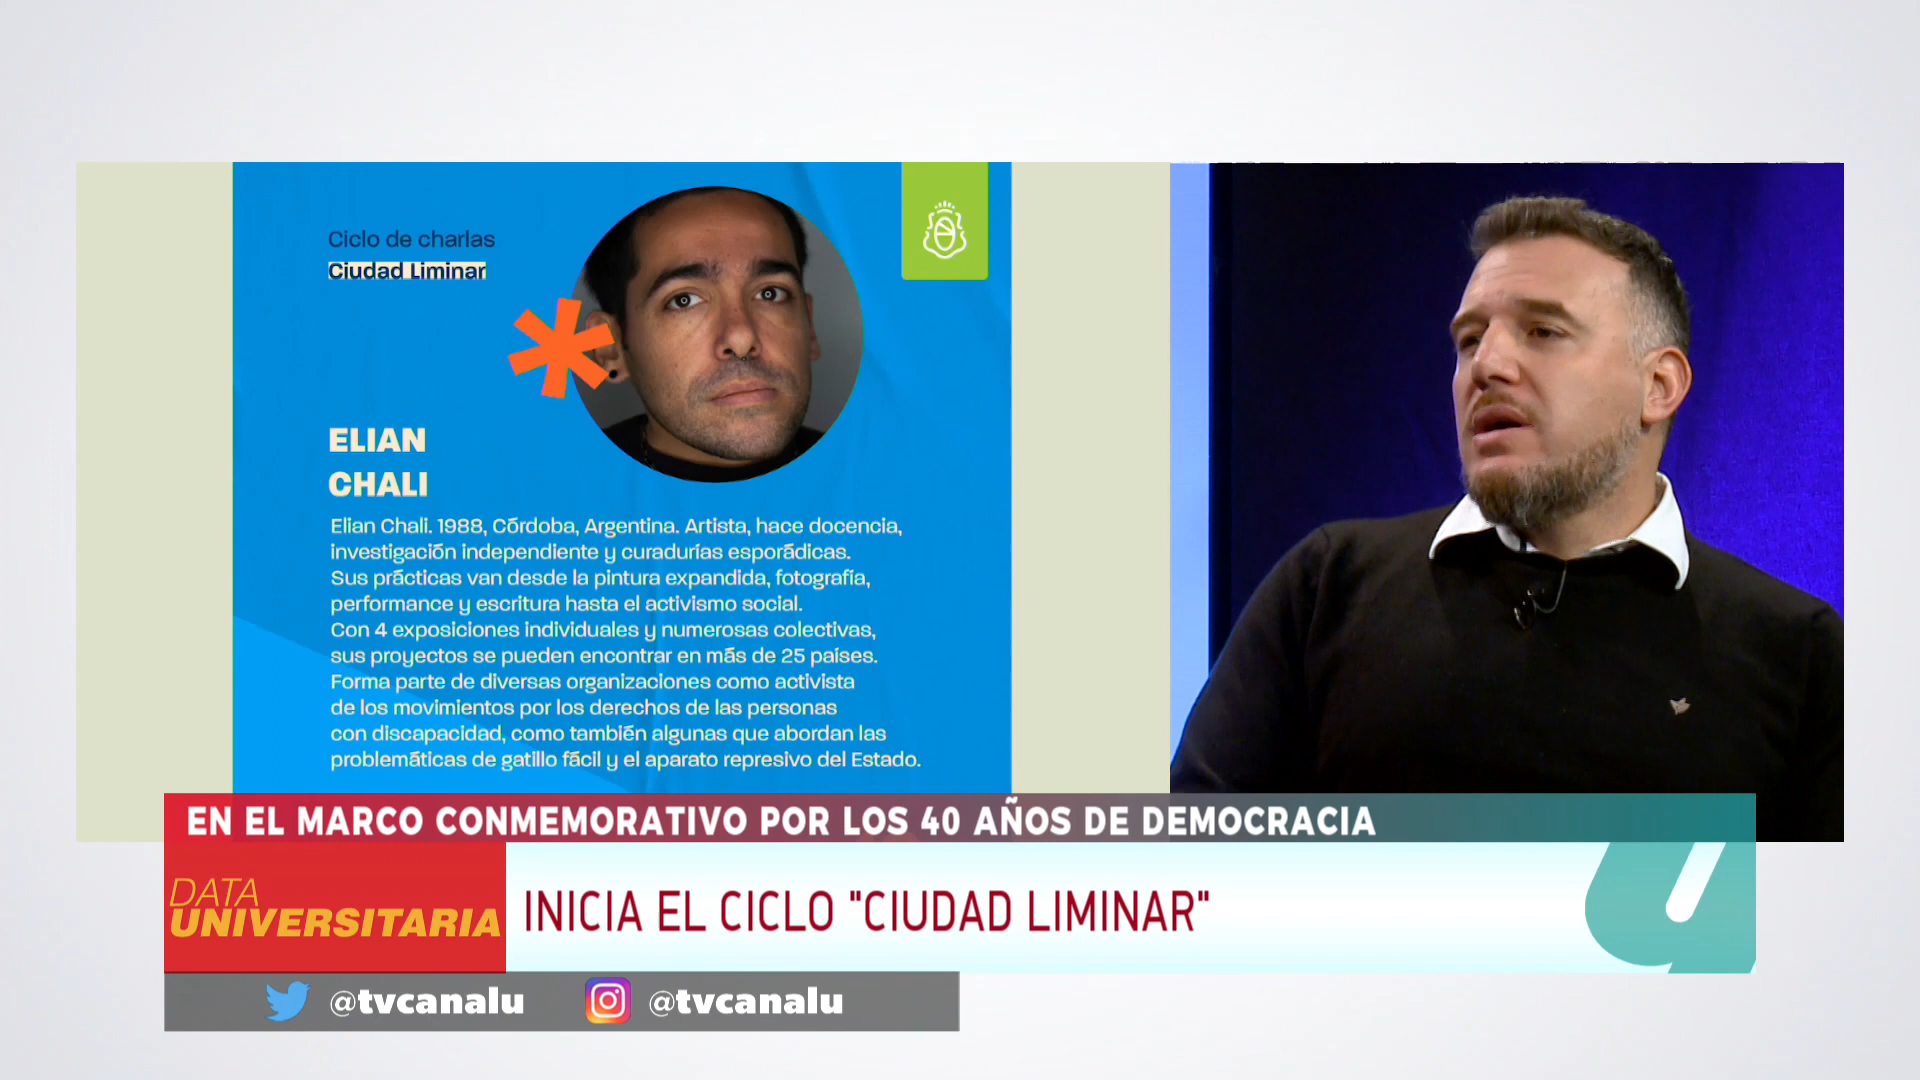 Ciclo de charlas
Ciudad Liminar
ELIAN
CHALI
Elian Chali. 1988, Córdoba, Argentina. Artista, hace docencia,
investigación independiente y curadurías esporádicas.
Sus prácticas van desde la pintura expandida, fotografía,
performance y escritura hasta el activismo social.
Con 4 exposiciones individuales y numerosas colectivas,
sus proyectos se pueden encontrar en más de 25 países.
Forma parte de diversas organizaciones como activista
de los movimientos por los derechos de las personas
con discapacidad, como también algunas que abordan las
problemáticas de gatillo fácil y el aparato represivo del Estado.
EN EL MARCO CONMEMORATIVO POR LOS 40 AÑOS DE DEMOCRACIA
DATA
UNIVERSITARIA
INICIA EL CICLO "CIUDAD LIMINAR"
@tvcanalu @tvcanalu